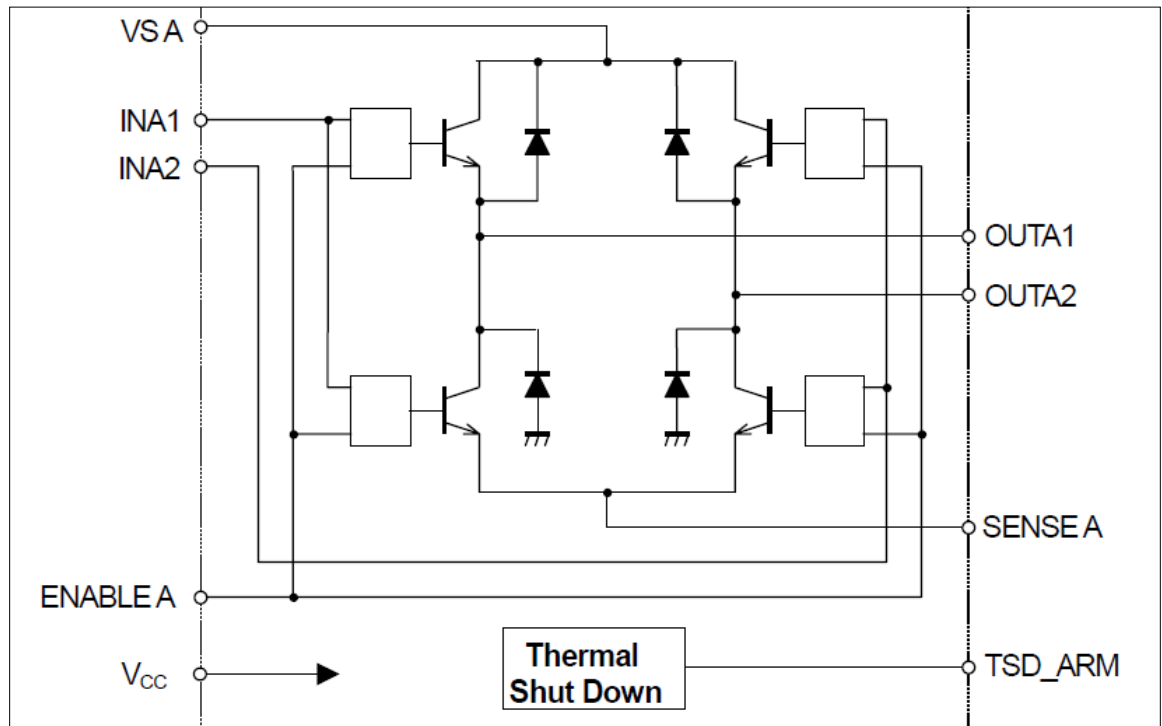 VS A
INA1
INA2
OUTA1
OUTA2
SENSE A
ENABLE A
Thermal
Shut Down
VCC
TSD_ARM